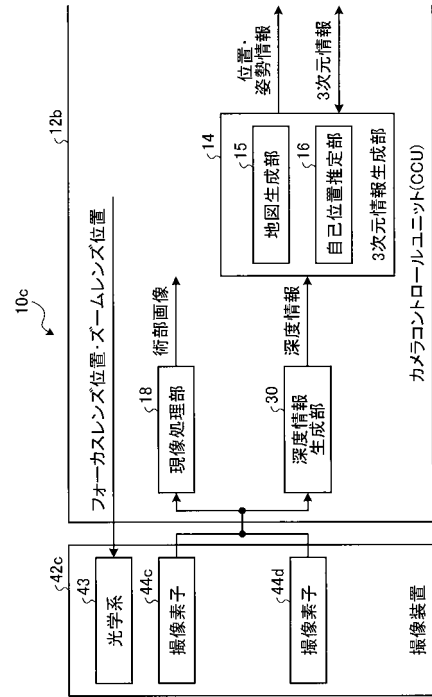 10c
12b
42c
43
光学系
フォーカスレンズ位置・ズームレンズ位置
44c
撮像素子
44d
撮像素子
撮像装置
18
現像処理部
術部画像
30
深度情報
生成部
深度情報
14
15
地図生成部
16
自己位置推定部
3次元情報生成部
位置・
姿勢情報
3次元情報
カメラコントロールユニット(CCU)